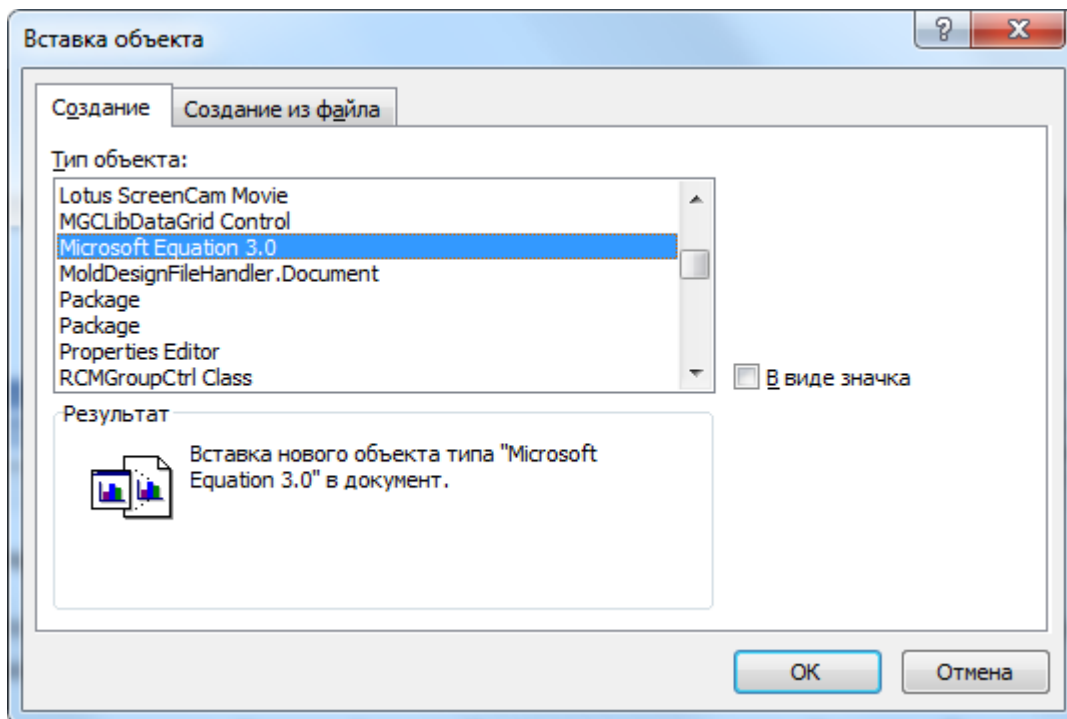 Вставка объекта
Создание
Создание из файла
Тип объекта:
Lotus ScreenCam Movie
MGCLibDataGrid Control
Microsoft Equation 3.0
MoldDesignFileHandler.Document
Package
Package
Properties Editor
RCMGroupCtrl Class
В виде значка
Результат
Вставка нового объекта типа "Microsoft
Equation 3.0" в документ.
ОК
Отмена